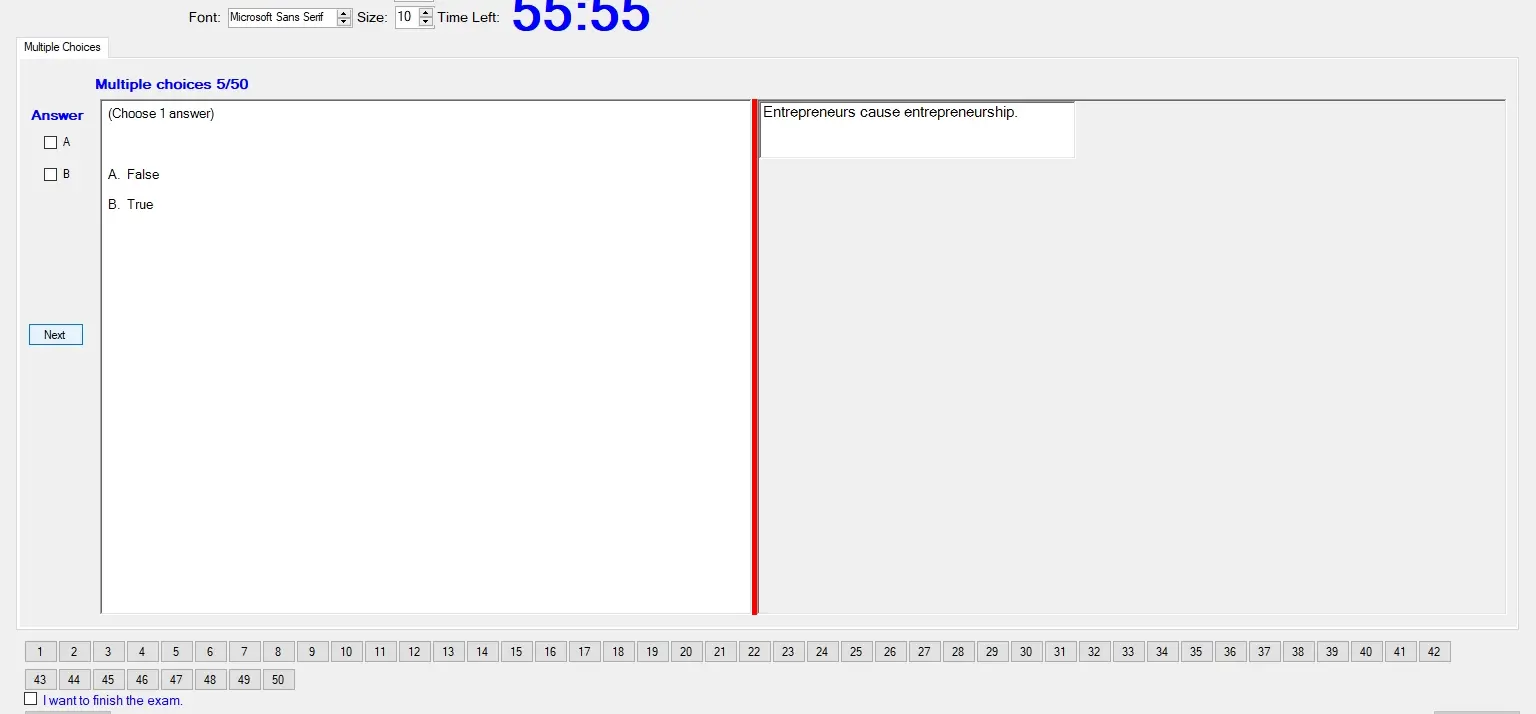 Font: Microsoft Sans Serif Size: 10 Time Left: 55:55
Multiple Choices
Multiple choices 5/50
Answer
A
B
(Choose 1 answer)
A. False
B. True
Entrepreneurs cause entrepreneurship.
Next
1 2 3 4 5 6 7 8 9 10 11 12 13 14 15 16 17 18 19 20 21 22 23 24 25 26 27 28 29 30 31 32 33 34 35 36 37 38 39 40 41 42
43 44 45 46 47 48 49 50
I want to finish the exam.